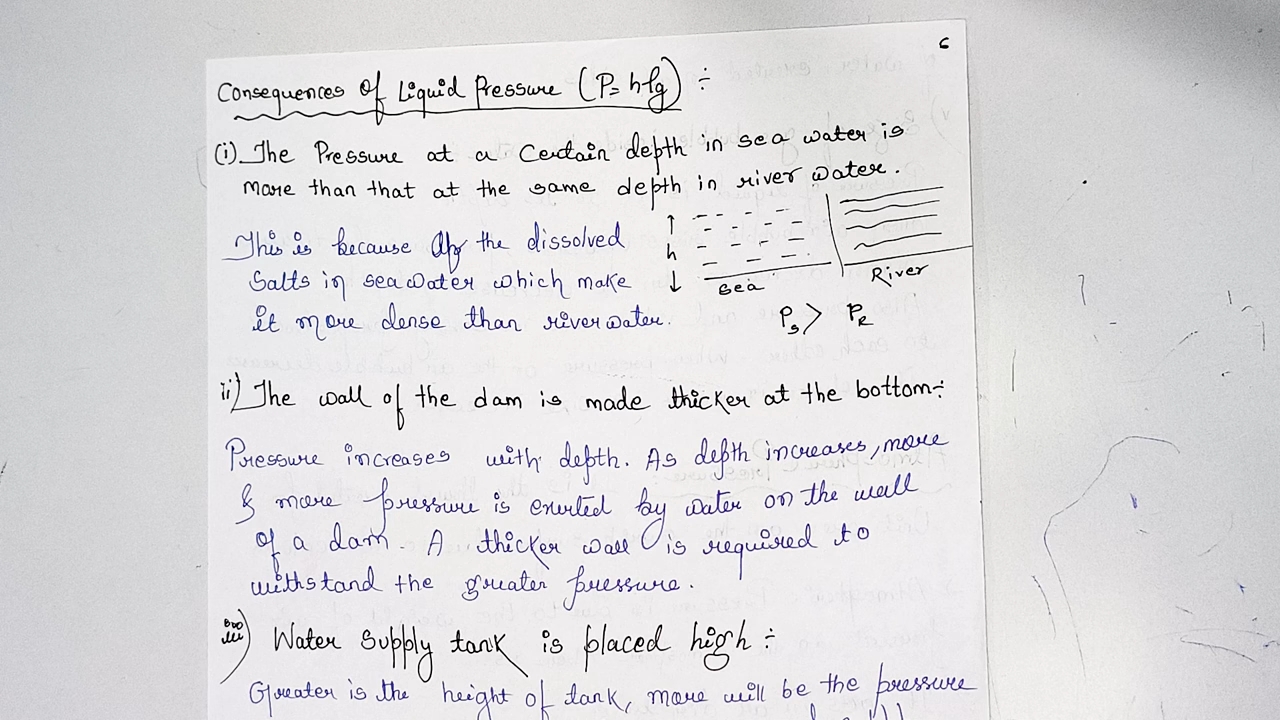 6
Consequences of Liquid Pressure (P = hρg) ÷
(i) The Pressure at a Certain depth in sea water is
more than that at the same depth in river water.
This is because of the dissolved
Salts in sea water which make
it more dense than river water.
h
Sea
River
Ps > PR
ii) The wall of the dam is made thicker at the bottom ÷
Pressure increases with depth. As depth increases, more
& more pressure is exerted by water on the wall
of a dam. A thicker wall is required to
withstand the greater pressure.
iii) Water Supply tank is placed high ÷
Greater is the height of tank, more will be the pressure